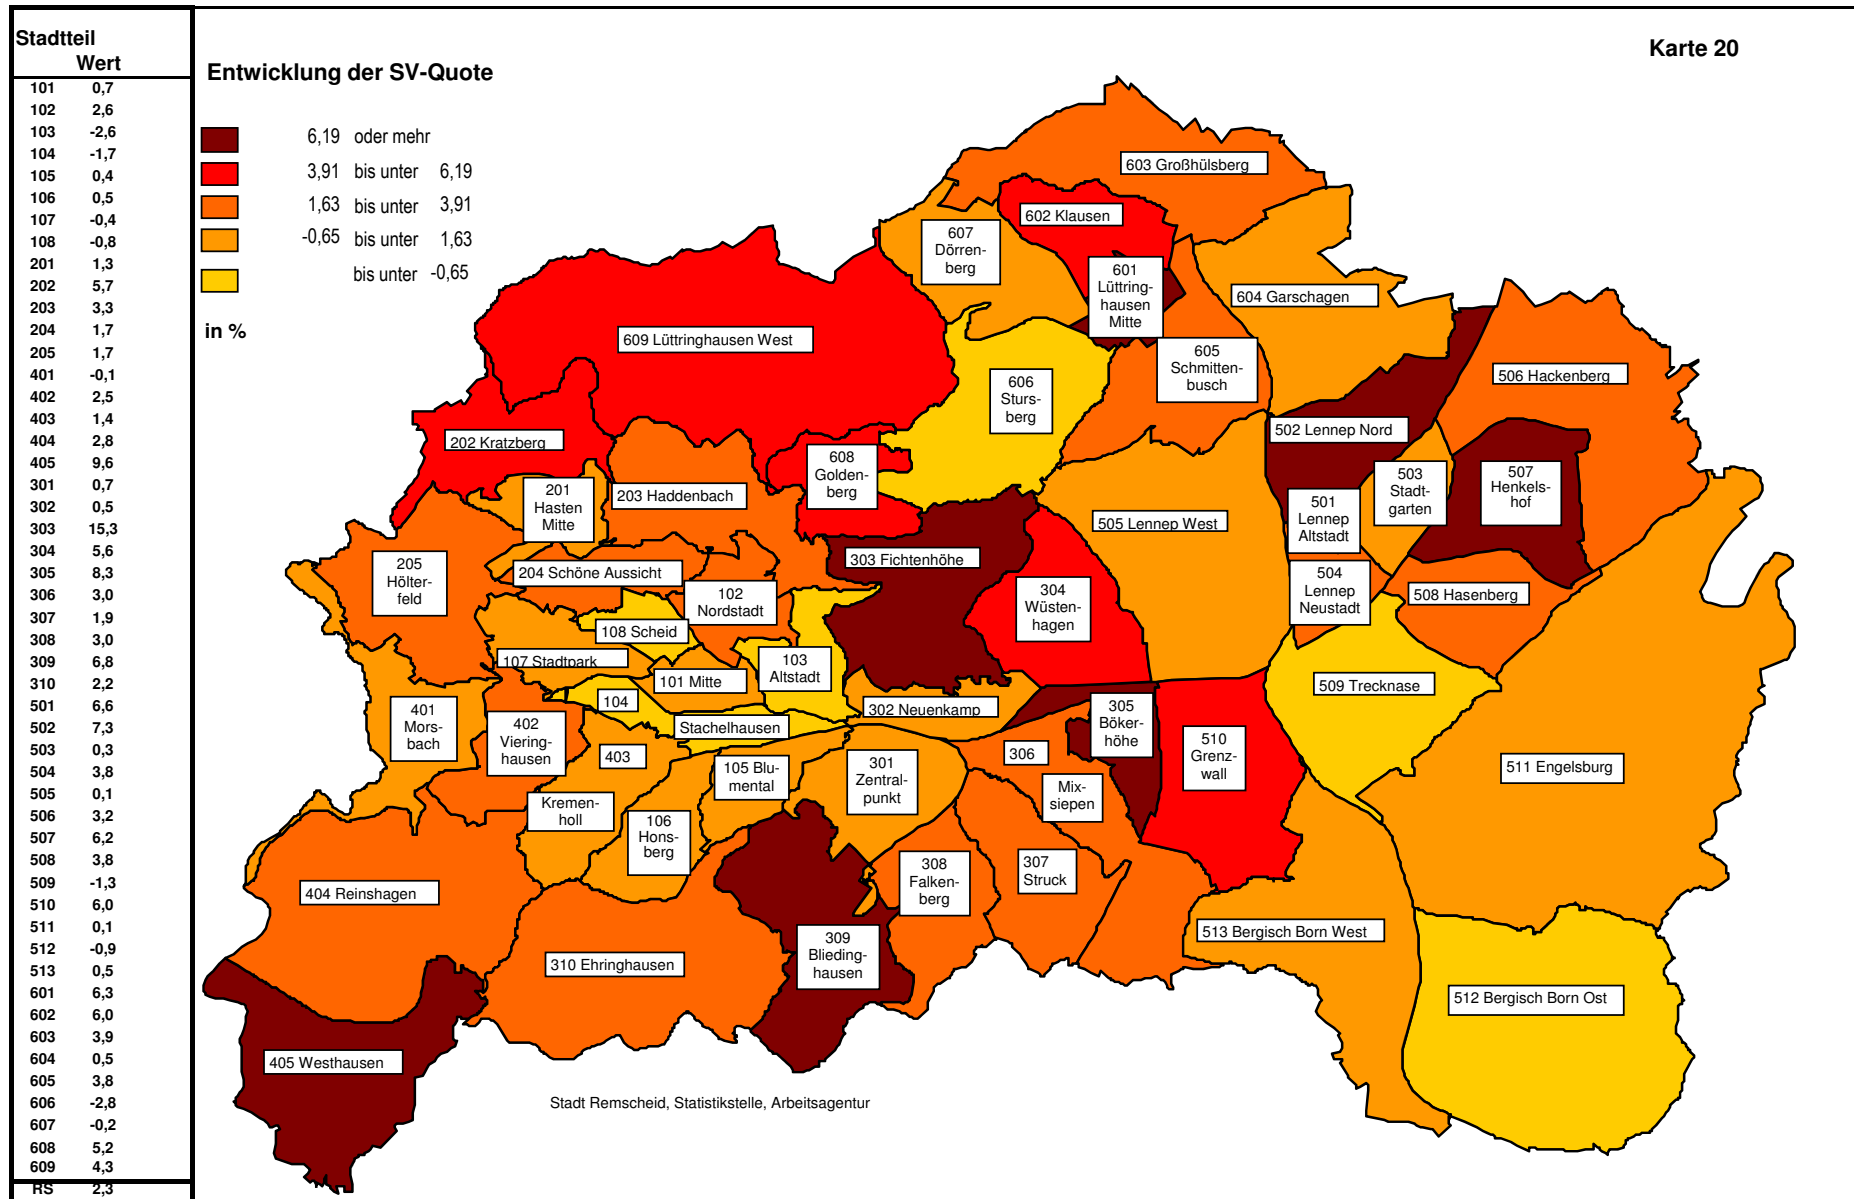 Stadtteil
Wert
101 0,7
102 2,6
103 -2,6
104 -1,7
105 0,4
106 0,5
107 -0,4
108 -0,8
201 1,3
202 5,7
203 3,3
204 1,7
205 1,7
401 -0,1
402 2,5
403 1,4
404 2,8
405 9,6
301 0,7
302 0,5
303 15,3
304 5,6
305 8,3
306 3,0
307 1,9
308 3,0
309 6,8
310 2,2
501 6,6
502 7,3
503 0,3
504 3,8
505 0,1
506 3,2
507 6,2
508 3,8
509 -1,3
510 6,0
511 0,1
512 -0,9
513 0,5
601 6,3
602 6,0
603 3,9
604 0,5
605 3,8
606 -2,8
607 -0,2
608 5,2
609 4,3
RS 2,3
Karte 20
Entwicklung der SV-Quote
6,19 oder mehr
3,91 bis unter 6,19
1,63 bis unter 3,91
-0,65 bis unter 1,63
bis unter -0,65
in %
603 Großhülsberg
602 Klausen
607
Dörren-
berg
601
Lüttring-
hausen
Mitte
604 Garschagen
609 Lüttringhausen West
605
Schmitten-
busch
606
Sturs-
berg
506 Hackenberg
502 Lennep Nord
202 Kratzberg
608
Golden-
berg
503
Stadt-
garten
507
Henkels-
hof
201
Hasten
Mitte
203 Haddenbach
501
Lennep
Altstadt
505 Lennep West
303 Fichtenhöhe
205
Hölter-
feld
204 Schöne Aussicht
102
Nordstadt
304
Wüsten-
hagen
504
Lennep
Neustadt
508 Hasenberg
108 Scheid
107 Stadtpark
103
Altstadt
101 Mitte
509 Trecknase
104
Stachelhausen
302 Neuenkamp
401
Mors-
bach
402
Viering-
hausen
305
Böker-
höhe
510
Grenz-
wall
403
306
105 Blu-
mental
301
Zentral-
punkt
511 Engelsburg
Mix-
siepen
Kremen-
holl
106
Hons-
berg
307
Struck
308
Falken-
berg
404 Reinshagen
309
Blieding-
hausen
513 Bergisch Born West
310 Ehringhausen
512 Bergisch Born Ost
405 Westhausen
Stadt Remscheid, Statistikstelle, Arbeitsagentur